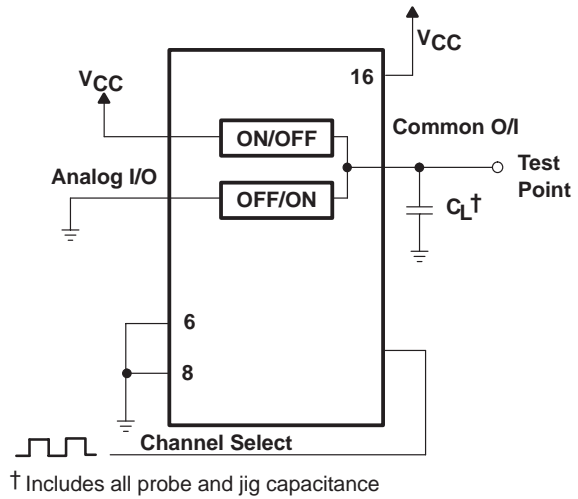 VCC
16
VCC
ON/OFF
Common O/I
Analog I/O
OFF/ON
Test
Point
CL†
6
8
Channel Select
† Includes all probe and jig capacitance